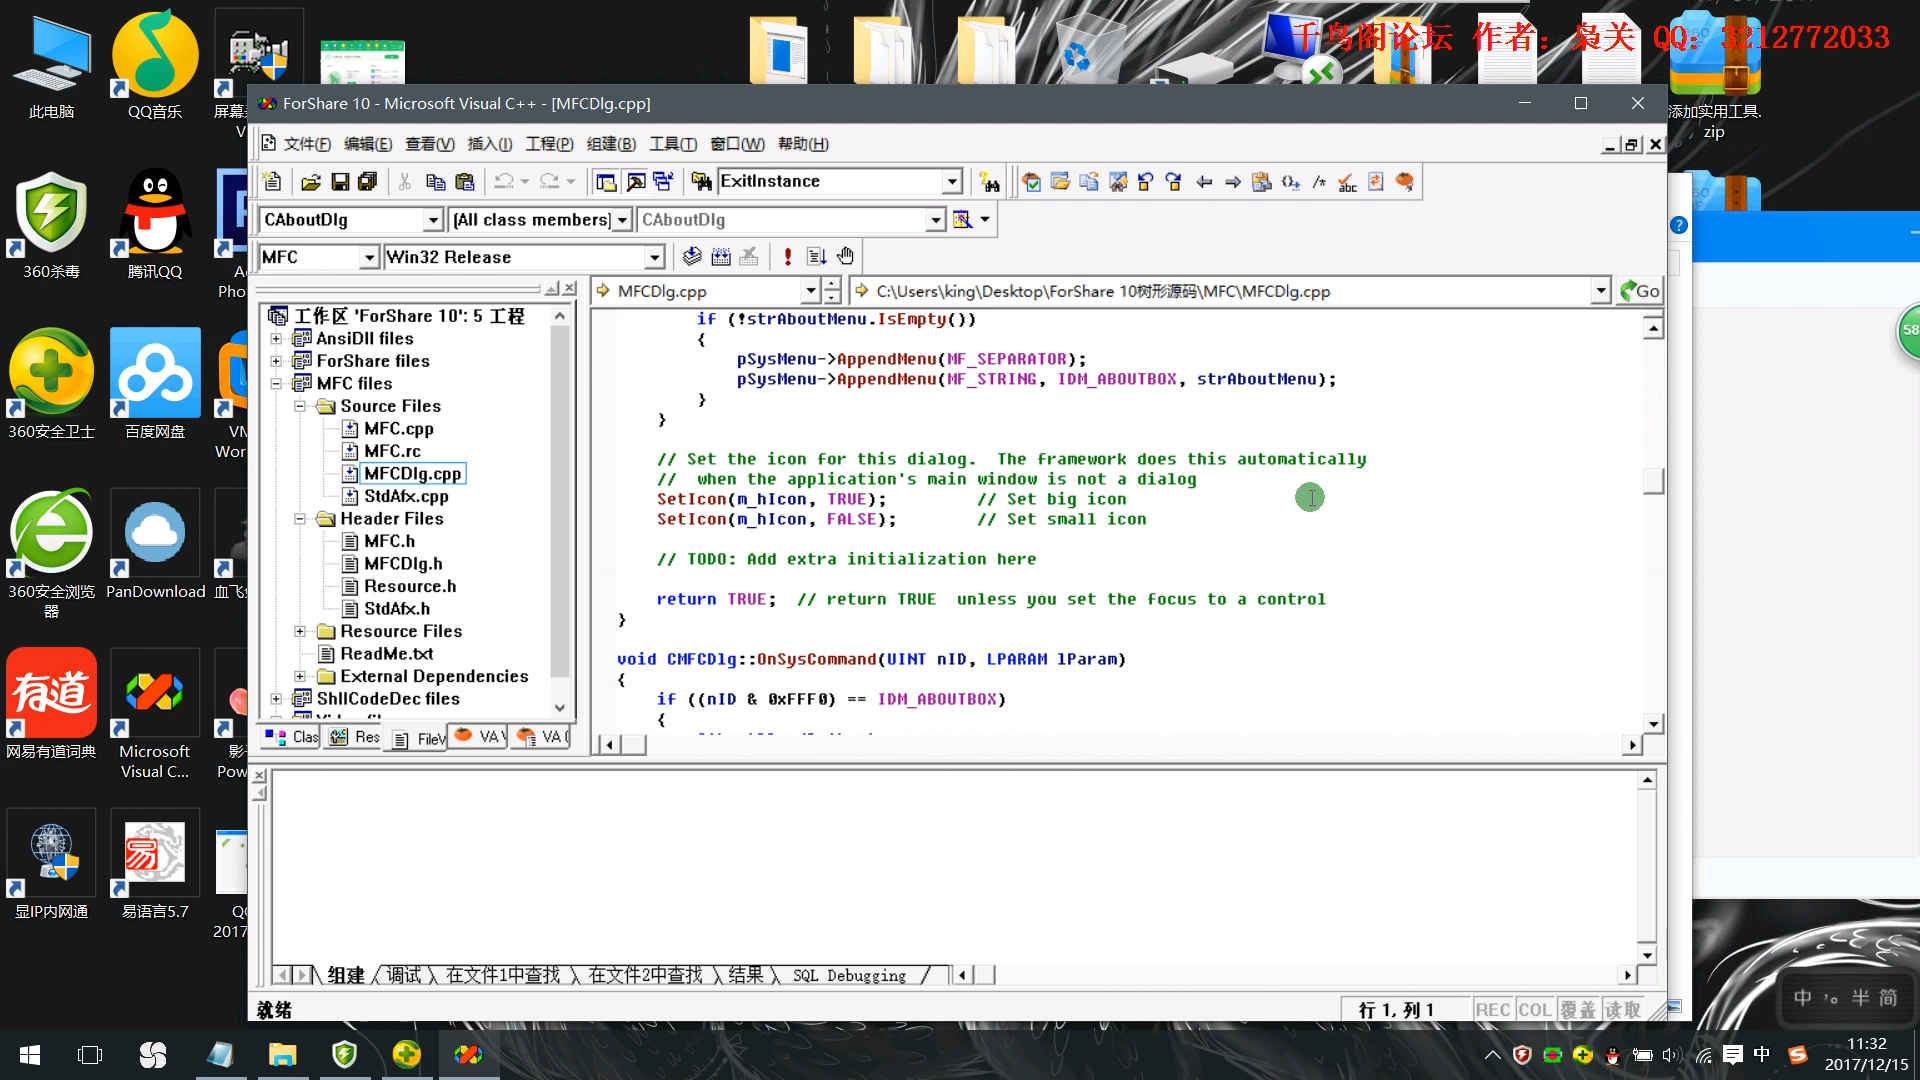 千鸟阁论坛 作者：枭关 QQ：3212772033
此电脑
QQ音乐
添加实用工具.
zip
360杀毒
腾讯QQ
360安全卫士
百度网盘
360安全浏览
器
PanDownload
网易有道词典
有道
Microsoft
Visual C...
显IP内网通
易语言5.7
ForShare 10 - Microsoft Visual C++ - [MFCDlg.cpp]
文件(F) 编辑(E) 查看(V) 插入(I) 工程(P) 组建(B) 工具(T) 窗口(W) 帮助(H)
ExitInstance
CAboutDlg [All class members] CAboutDlg
MFC Win32 Release
MFCDlg.cpp C:\Users\king\Desktop\ForShare 10树形源码\MFC\MFCDlg.cpp Go
工作区 'ForShare 10': 5 工程
AnsiDll files
ForShare files
MFC files
Source Files
MFC.cpp
MFC.rc
MFCDlg.cpp
StdAfx.cpp
Header Files
MFC.h
MFCDlg.h
Resource.h
StdAfx.h
Resource Files
ReadMe.txt
External Dependencies
ShllCodeDec files
Clas Res FileV VA V VA (
if (!strAboutMenu.IsEmpty())
{
pSysMenu->AppendMenu(MF_SEPARATOR);
pSysMenu->AppendMenu(MF_STRING, IDM_ABOUTBOX, strAboutMenu);
}
}
// Set the icon for this dialog.  The framework does this automatically
//  when the application's main window is not a dialog
SetIcon(m_hIcon, TRUE);         // Set big icon
SetIcon(m_hIcon, FALSE);        // Set small icon
// TODO: Add extra initialization here
return TRUE;  // return TRUE  unless you set the focus to a control
}
void CMFCDlg::OnSysCommand(UINT nID, LPARAM lParam)
{
if ((nID & 0xFFF0) == IDM_ABOUTBOX)
{
组建 调试 在文件1中查找 在文件2中查找 结果 SQL Debugging
就绪
行 1, 列 1 REC COL 覆盖 读取
58
中 半 简
中
11:32
2017/12/15